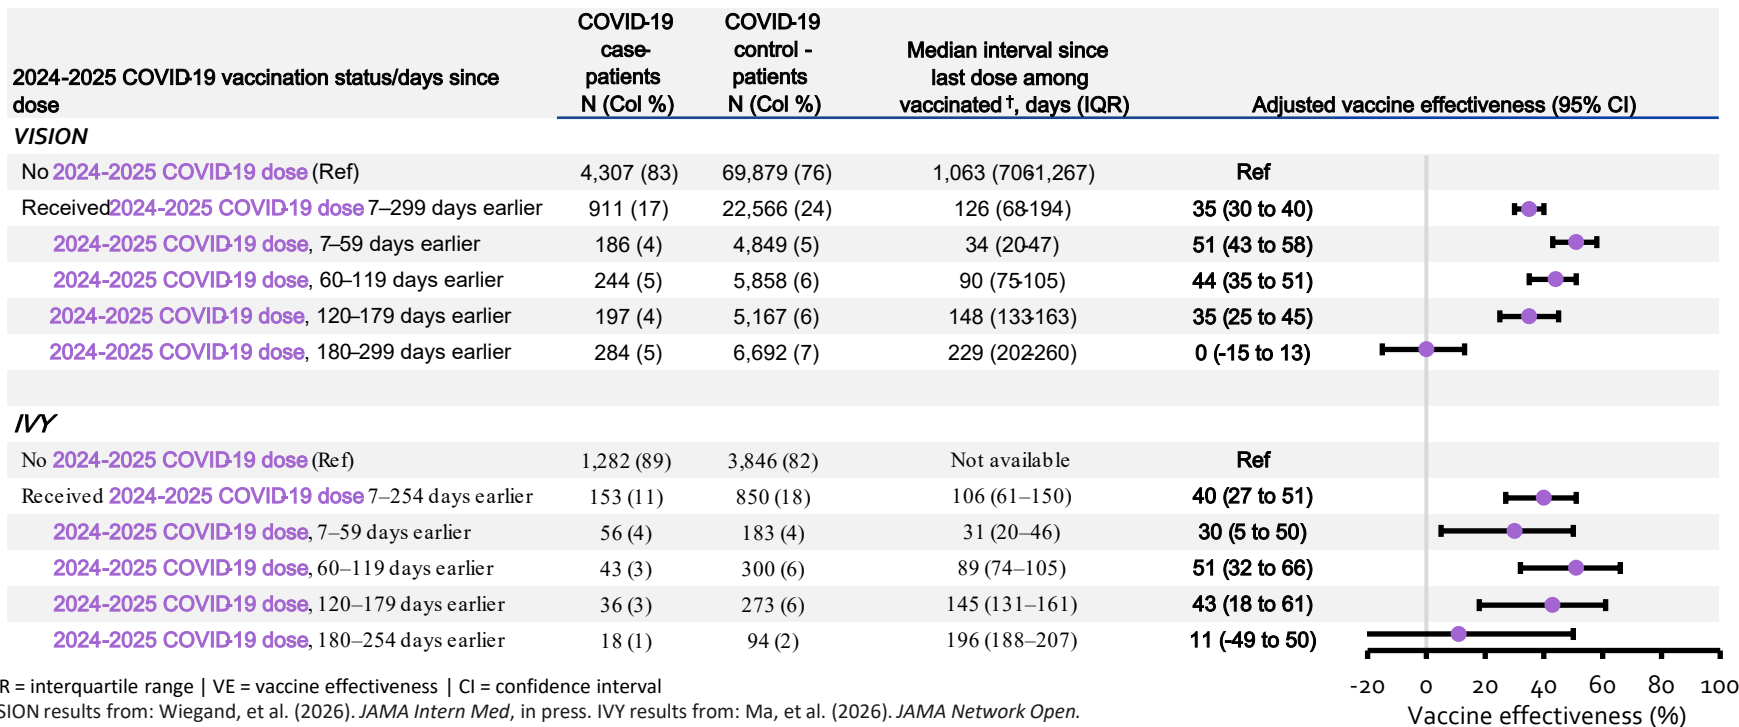 COVID-19 case-patients N (Col %)
COVID-19 control - patients N (Col %)
Median interval since last dose among vaccinated†, days (IQR)
2024-2025 COVID-19 vaccination status/days since dose
Adjusted vaccine effectiveness (95% CI)
VISION
No 2024-2025 COVID-19 dose (Ref) 4,307 (83) 69,879 (76) 1,063 (706-1,267) Ref
Received 2024-2025 COVID-19 dose 7–299 days earlier 911 (17) 22,566 (24) 126 (68-194) 35 (30 to 40)
2024-2025 COVID-19 dose, 7–59 days earlier 186 (4) 4,849 (5) 34 (20-47) 51 (43 to 58)
2024-2025 COVID-19 dose, 60–119 days earlier 244 (5) 5,858 (6) 90 (75-105) 44 (35 to 51)
2024-2025 COVID-19 dose, 120–179 days earlier 197 (4) 5,167 (6) 148 (133-163) 35 (25 to 45)
2024-2025 COVID-19 dose, 180–299 days earlier 284 (5) 6,692 (7) 229 (202-260) 0 (-15 to 13)
IVY
No 2024-2025 COVID-19 dose (Ref) 1,282 (89) 3,846 (82) Not available Ref
Received 2024-2025 COVID-19 dose 7–254 days earlier 153 (11) 850 (18) 106 (61–150) 40 (27 to 51)
2024-2025 COVID-19 dose, 7–59 days earlier 56 (4) 183 (4) 31 (20–46) 30 (5 to 50)
2024-2025 COVID-19 dose, 60–119 days earlier 43 (3) 300 (6) 89 (74–105) 51 (32 to 66)
2024-2025 COVID-19 dose, 120–179 days earlier 36 (3) 273 (6) 145 (131–161) 43 (18 to 61)
2024-2025 COVID-19 dose, 180–254 days earlier 18 (1) 94 (2) 196 (188–207) 11 (-49 to 50)
-20 0 20 40 60 80 100
Vaccine effectiveness (%)
R = interquartile range | VE = vaccine effectiveness | CI = confidence interval
SION results from: Wiegand, et al. (2026). JAMA Intern Med, in press. IVY results from: Ma, et al. (2026). JAMA Network Open.